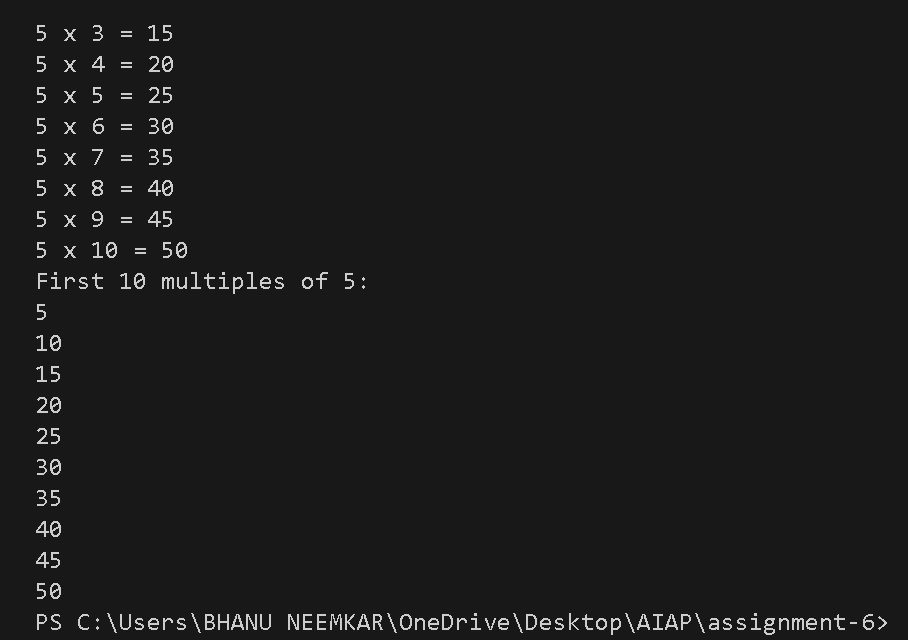 5 x 3 = 15
5 x 4 = 20
5 x 5 = 25
5 x 6 = 30
5 x 7 = 35
5 x 8 = 40
5 x 9 = 45
5 x 10 = 50
First 10 multiples of 5:
5
10
15
20
25
30
35
40
45
50
PS C:\Users\BHANU NEEMKAR\OneDrive\Desktop\AIAP\assignment-6>